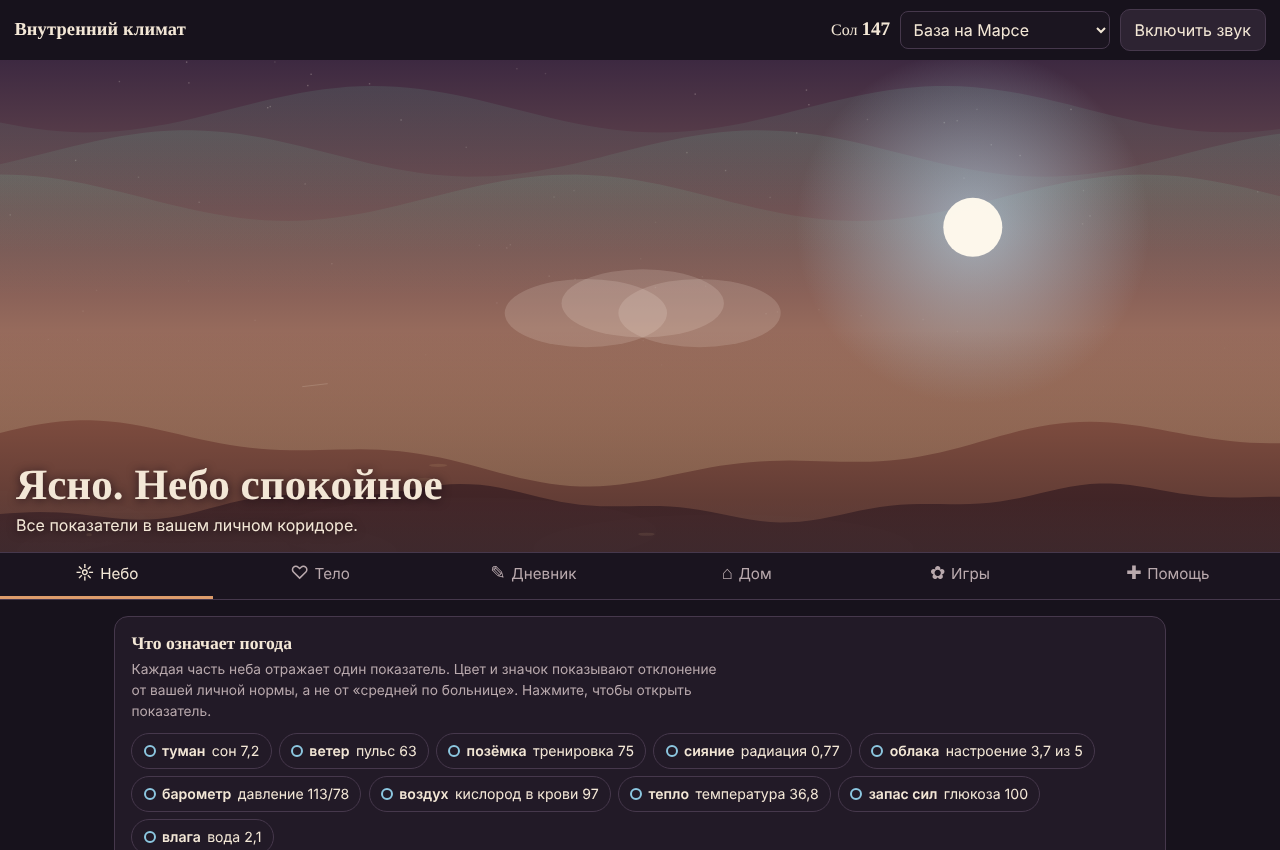 Внутренний климат
Сол 147
База на Марсе
Включить звук
Ясно. Небо спокойное
Все показатели в вашем личном коридоре.
Небо
Тело
Дневник
Дом
Игры
Помощь
Что означает погода
Каждая часть неба отражает один показатель. Цвет и значок показывают отклонение
от вашей личной нормы, а не от «средней по больнице». Нажмите, чтобы открыть
показатель.
туман сон 7,2
ветер пульс 63
позёмка тренировка 75
сияние радиация 0,77
облака настроение 3,7 из 5
барометр давление 113/78
воздух кислород в крови 97
тепло температура 36,8
запас сил глюкоза 100
влага вода 2,1